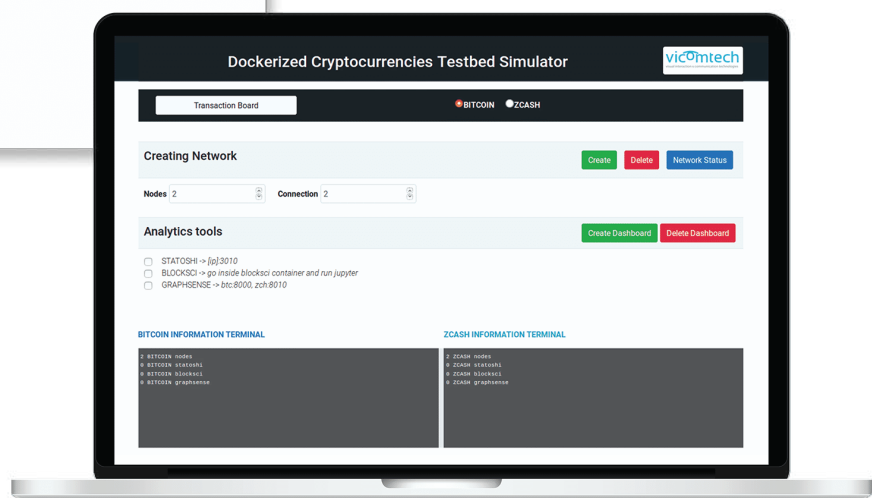 Dockerized Cryptocurrencies Testbed Simulator
vicomtech
Transaction Board
BITCOIN
ZCASH
Creating Network
Create
Delete
Network Status
Nodes 2
Connection 2
Analytics tools
Create Dashboard
Delete Dashboard
STATOSHI -> [ip]:3010
BLOCKSCI -> go inside blocksci container and run jupyter
GRAPHSENSE -> btc:8000, zch:8010
BITCOIN INFORMATION TERMINAL
2 BITCOIN nodes
0 BITCOIN statoshi
0 BITCOIN blocksci
0 BITCOIN graphsense
ZCASH INFORMATION TERMINAL
2 ZCASH nodes
0 ZCASH statoshi
0 ZCASH blocksci
0 ZCASH graphsense